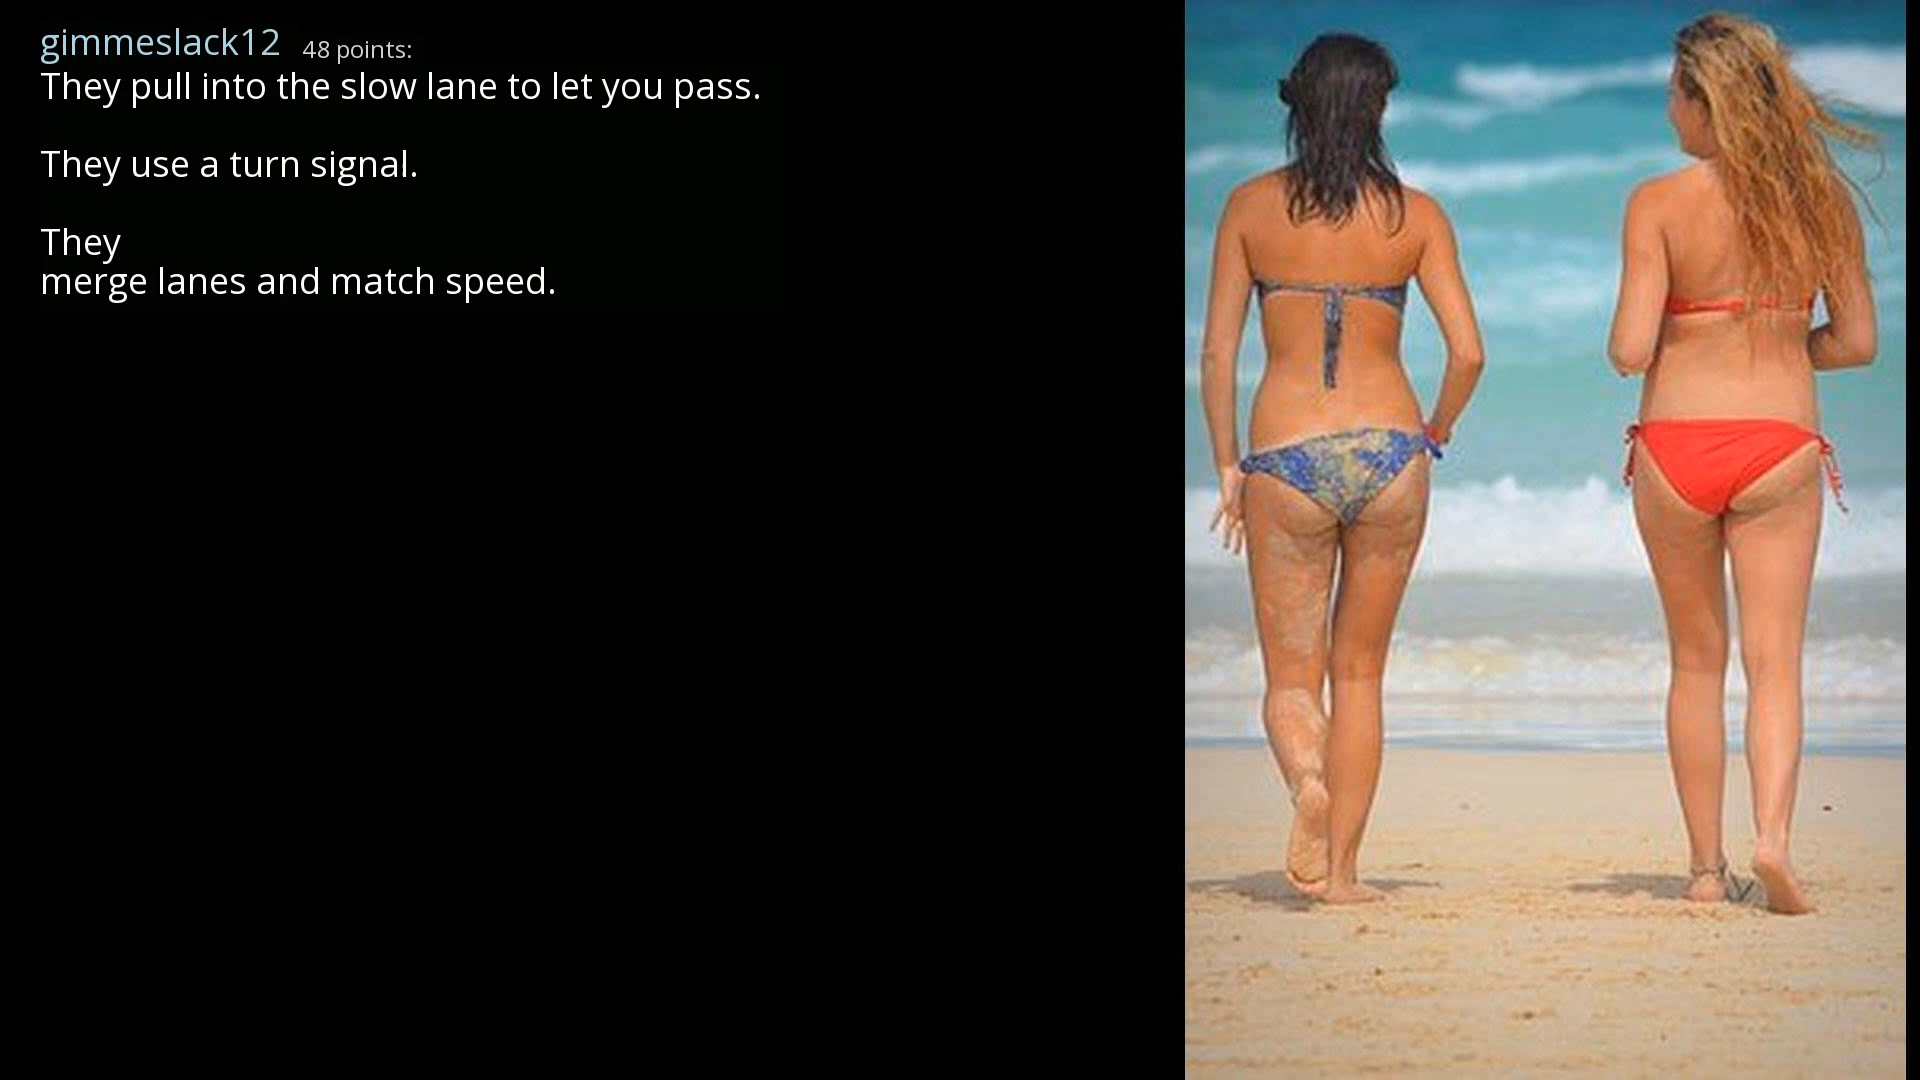 gimmeslack12 48 points:
They pull into the slow lane to let you pass.
They use a turn signal.
They
merge lanes and match speed.